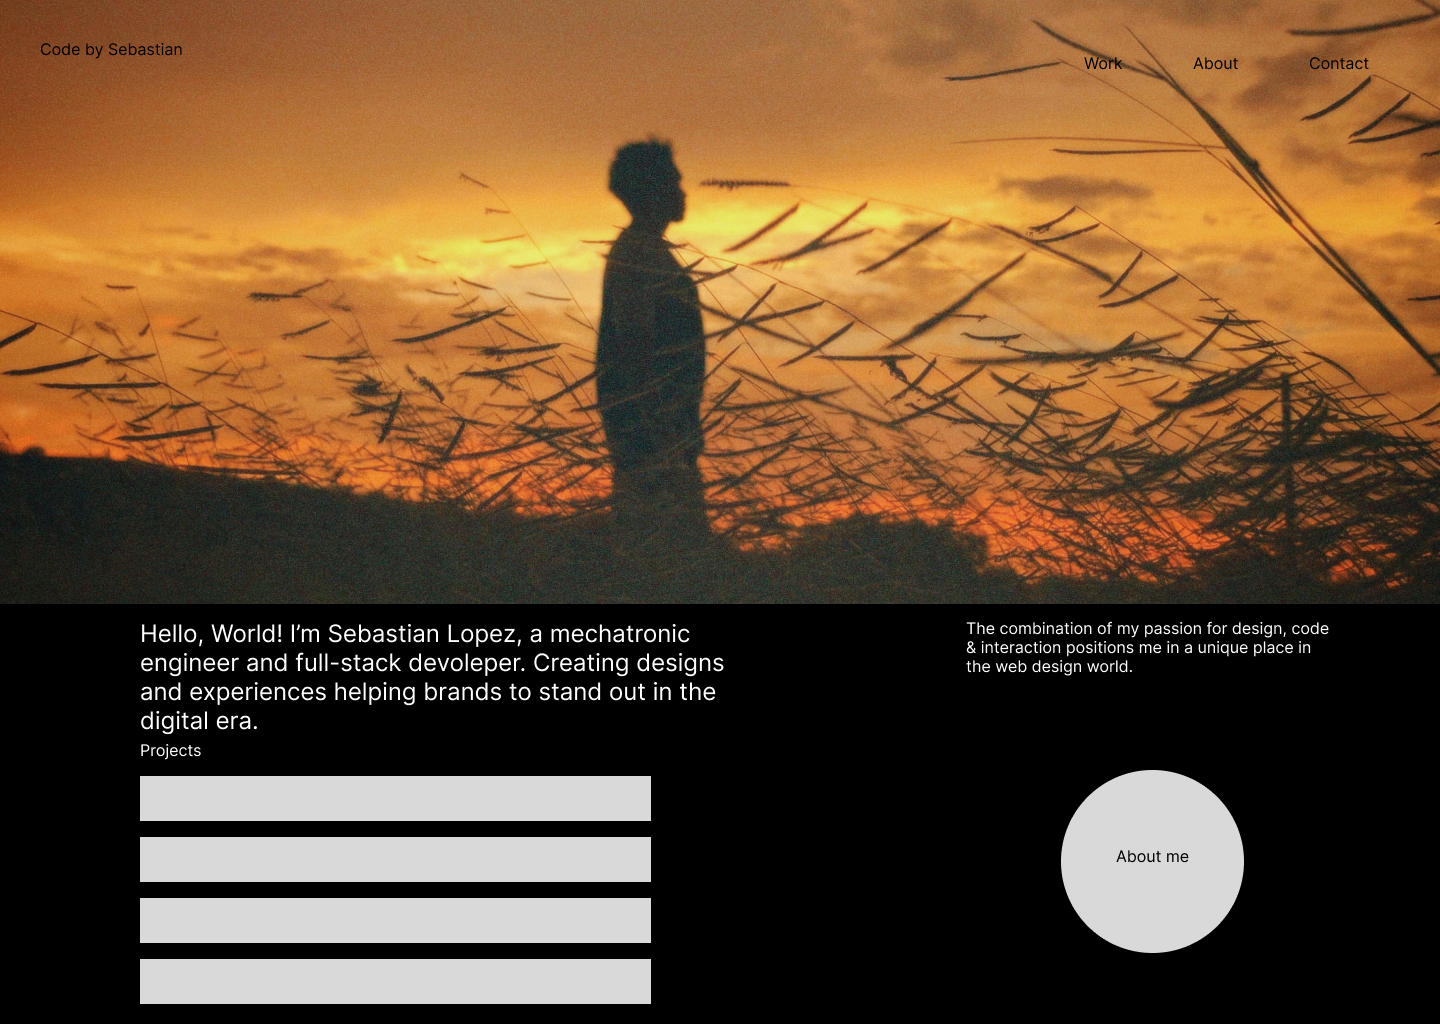 Code by Sebastian
Work
About
Contact
Hello, World! I’m Sebastian Lopez, a mechatronic
engineer and full-stack devoleper. Creating designs
and experiences helping brands to stand out in the
digital era.
The combination of my passion for design, code
& interaction positions me in a unique place in
the web design world.
Projects
About me